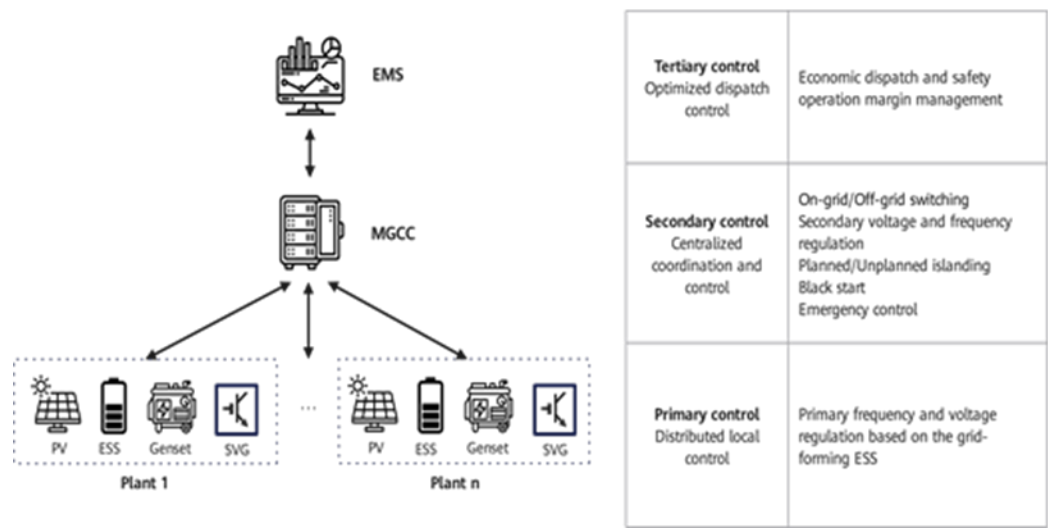 EMS
MGCC
PV
ESS
Genset
SVG
Plant 1
...
PV
ESS
Genset
SVG
Plant n
Tertiary control
Optimized dispatch
control
Economic dispatch and safety
operation margin management
Secondary control
Centralized
coordination and
control
On-grid/Off-grid switching
Secondary voltage and frequency
regulation
Planned/Unplanned islanding
Black start
Emergency control
Primary control
Distributed local
control
Primary frequency and voltage
regulation based on the grid-
forming ESS